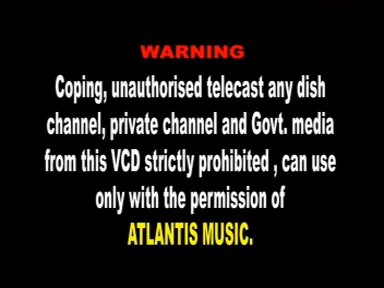 WARNING
Coping, unauthorised telecast any dish
channel, private channel and Govt. media
from this VCD strictly prohibited , can use
only with the permission of
ATLANTIS MUSIC.